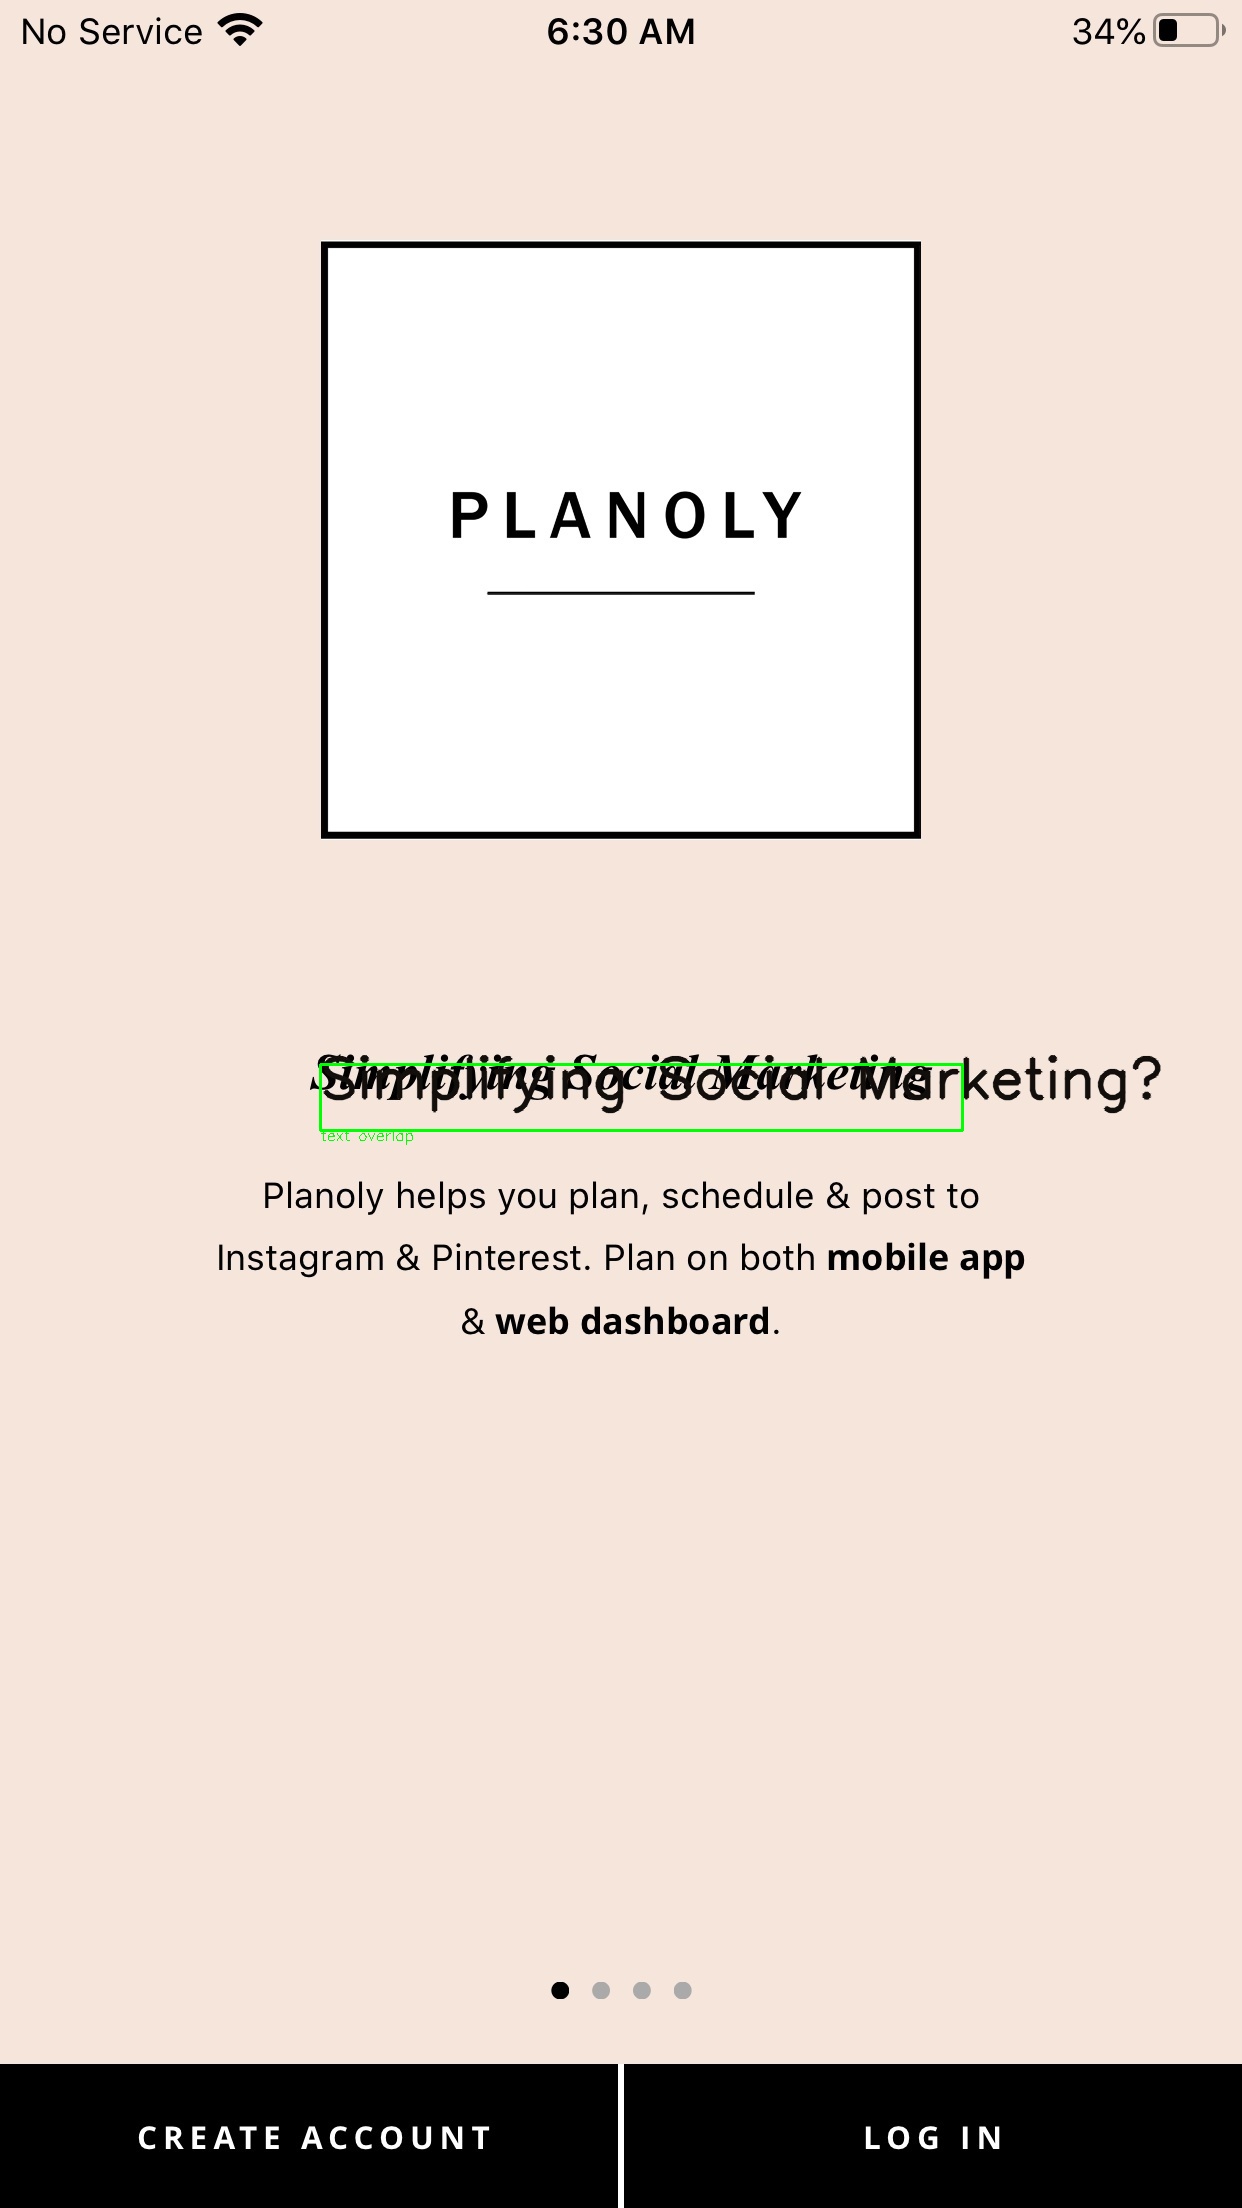 No Service
6:30 AM
34%
PLANOLY
Simplifying Social Marketing
Simplifying Social Marketing?
text overlap
Planoly helps you plan, schedule & post to
Instagram & Pinterest. Plan on both mobile app
& web dashboard.
CREATE ACCOUNT
LOG IN